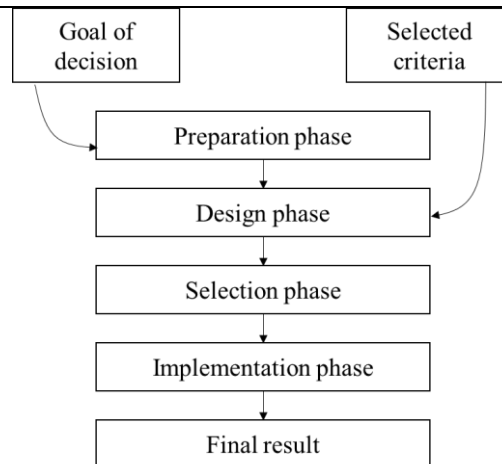 Goal of
decision
Selected
criteria
Preparation phase
Design phase
Selection phase
Implementation phase
Final result